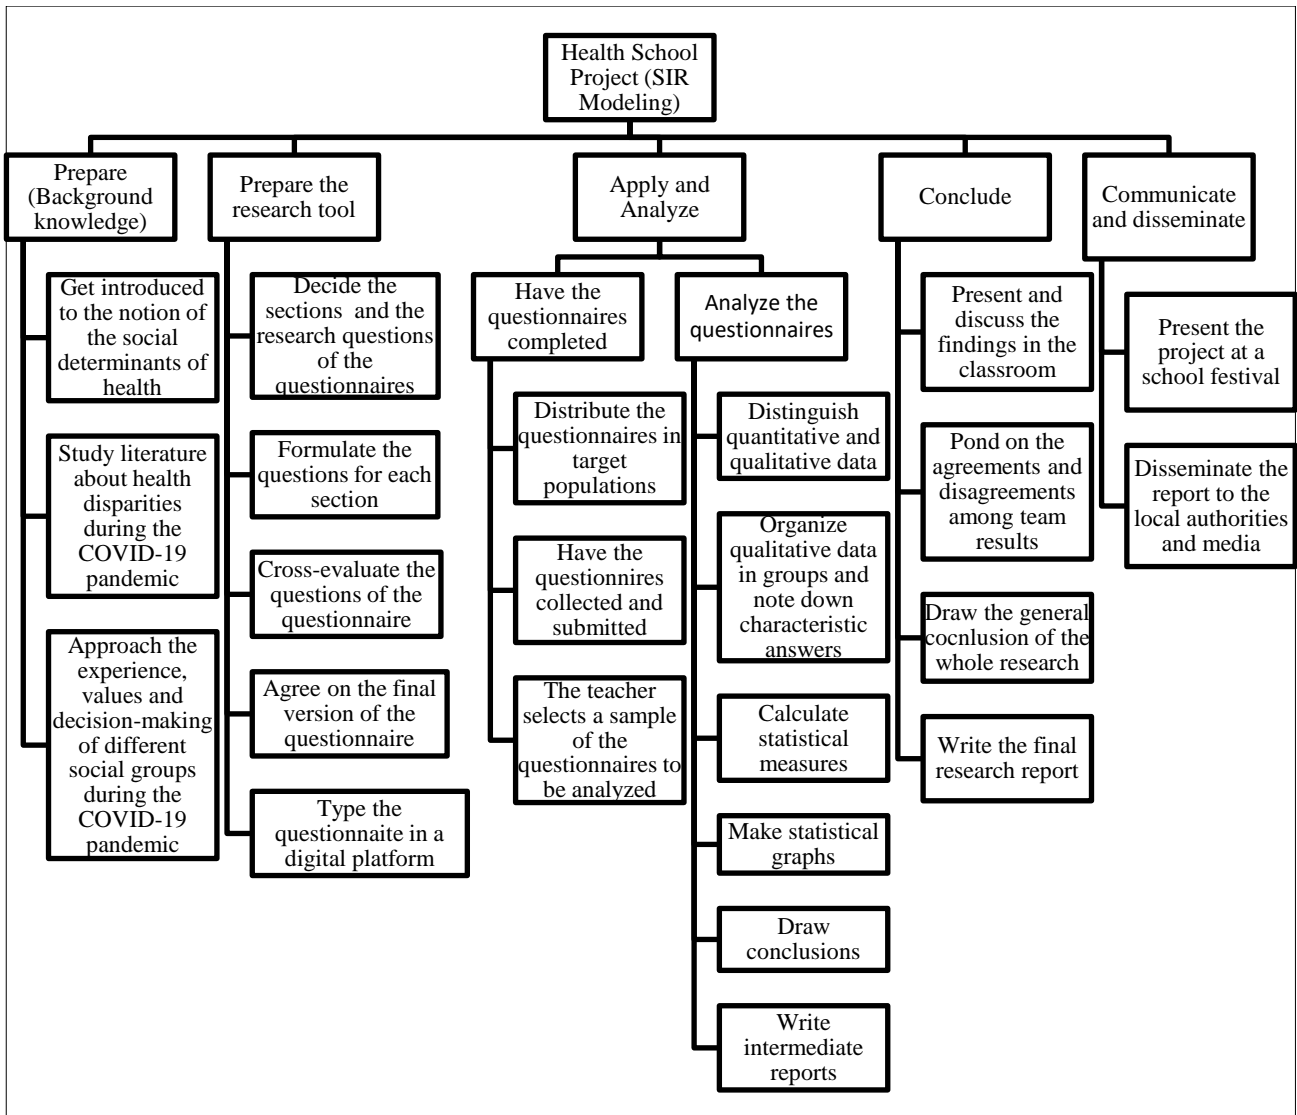 Health School
Project (SIR
Modeling)
Prepare
(Background
knowledge)
Get introduced
to the notion of
the social
determinants of
health
Study literature
about health
disparities
during the
COVID-19
pandemic
Approach the
experience,
values and
decision-making
of different
social groups
during the
COVID-19
pandemic
Prepare the
research tool
Decide the
sections and the
research questions
of the
questionnaires
Formulate the
questions for each
section
Cross-evaluate the
questions of the
questionnaire
Agree on the final
version of the
questionnaire
Type the
questionnaite in a
digital platform
Apply and
Analyze
Have the
questionnaires
completed
Distribute the
questionnaires in
target
populations
Have the
questionnires
collected and
submitted
The teacher
selects a sample
of the
questionnaires to
be analyzed
Analyze the
questionnaires
Distinguish
quantitative and
qualitative data
Organize
qualitative data
in groups and
note down
characteristic
answers
Calculate
statistical
measures
Make statistical
graphs
Draw
conclusions
Write
intermediate
reports
Conclude
Present and
discuss the
findings in the
classroom
Pond on the
agreements and
disagreements
among team
results
Draw the general
cocnlusion of the
whole research
Write the final
research report
Communicate
and disseminate
Present the
project at a
school festival
Disseminate the
report to the
local authorities
and media